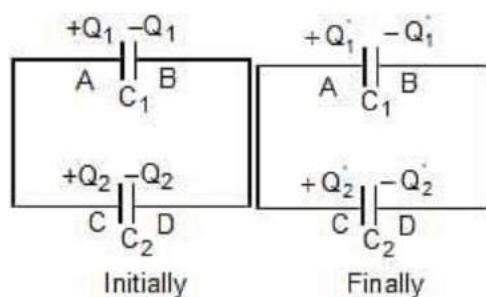 +Q₁ −Q₁
A B
C₁
+Q₂ −Q₂
C D
C₂
Initially
+ Q₁' − Q₁'
A B
C₁
+ Q₂' − Q₂'
C D
C₂
Finally